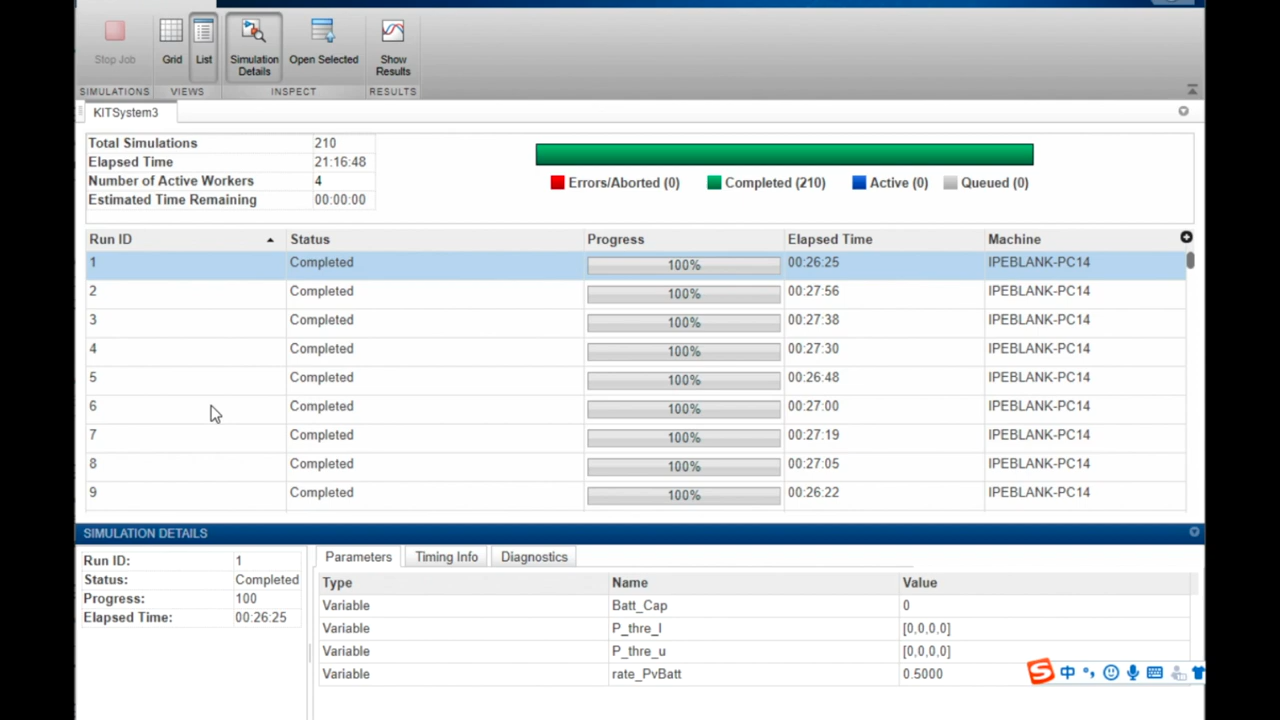 Stop Job
Grid
List
Simulation Details
Open Selected
Show Results
SIMULATIONS
VIEWS
INSPECT
RESULTS
KITSystem3
Total Simulations 210
Elapsed Time 21:16:48
Number of Active Workers 4
Estimated Time Remaining 00:00:00
Errors/Aborted (0) Completed (210) Active (0) Queued (0)
Run ID Status Progress Elapsed Time Machine
1 Completed 100% 00:26:25 IPEBLANK-PC14
2 Completed 100% 00:27:56 IPEBLANK-PC14
3 Completed 100% 00:27:38 IPEBLANK-PC14
4 Completed 100% 00:27:30 IPEBLANK-PC14
5 Completed 100% 00:26:48 IPEBLANK-PC14
6 Completed 100% 00:27:00 IPEBLANK-PC14
7 Completed 100% 00:27:19 IPEBLANK-PC14
8 Completed 100% 00:27:05 IPEBLANK-PC14
9 Completed 100% 00:26:22 IPEBLANK-PC14
SIMULATION DETAILS
Run ID: 1
Status: Completed
Progress: 100
Elapsed Time: 00:26:25
Parameters Timing Info Diagnostics
Type Name Value
Variable Batt_Cap 0
Variable P_thre_l [0,0,0,0]
Variable P_thre_u [0,0,0,0]
Variable rate_PvBatt 0.5000
S 中